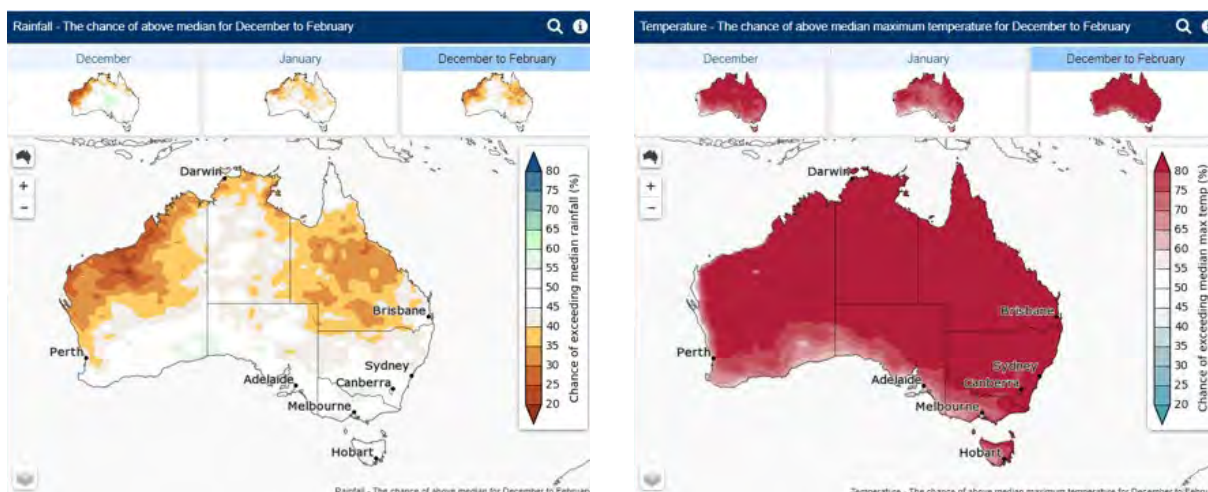 Rainfall - The chance of above median for December to February
December
January
December to February
+
−
Darwin
Brisbane
Perth
Sydney
Adelaide
Canberra
Melbourne
Hobart
80
75
70
65
60
55
50
45
40
35
30
25
20
Chance of exceeding median rainfall (%)
Rainfall - The chance of above median for December to February
Temperature - The chance of above median maximum temperature for December to February
December
January
December to February
+
−
Darwin
Brisbane
Perth
Sydney
Adelaide
Canberra
Melbourne
Hobart
80
75
70
65
60
55
50
45
40
35
30
25
20
Chance of exceeding median max temp (%)
Temperature - The chance of above median maximum temperature for December to Februa